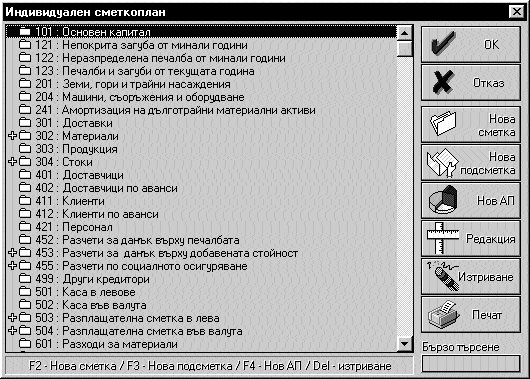 Индивидуален сметкоплан
101 : Основен капитал
121 : Непокрита загуба от минали години
122 : Неразпределена печалба от минали години
123 : Печалби и загуби от текущата година
201 : Земи, гори и трайни насаждения
204 : Машини, съоръжения и оборудване
241 : Амортизация на дълготрайни материални активи
301 : Доставки
302 : Материали
303 : Продукция
304 : Стоки
401 : Доставчици
402 : Доставчици по аванси
411 : Клиенти
412 : Клиенти по аванси
421 : Персонал
452 : Разчети за данък върху печалбата
453 : Разчети за данък върху добавената стойност
455 : Разчети по социалното осигуряване
499 : Други кредитори
501 : Каса в левове
502 : Каса във валута
503 : Разплащателна сметка в лева
504 : Разплащателна сметка във валута
601 : Разходи за материали
OK
Отказ
Нова сметка
Нова подсметка
Нов АП
Редакция
Изтриване
Печат
Бързо търсене
F2 - Нова сметка / F3 - Нова подсметка / F4 - Нов АП / Del - изтриване